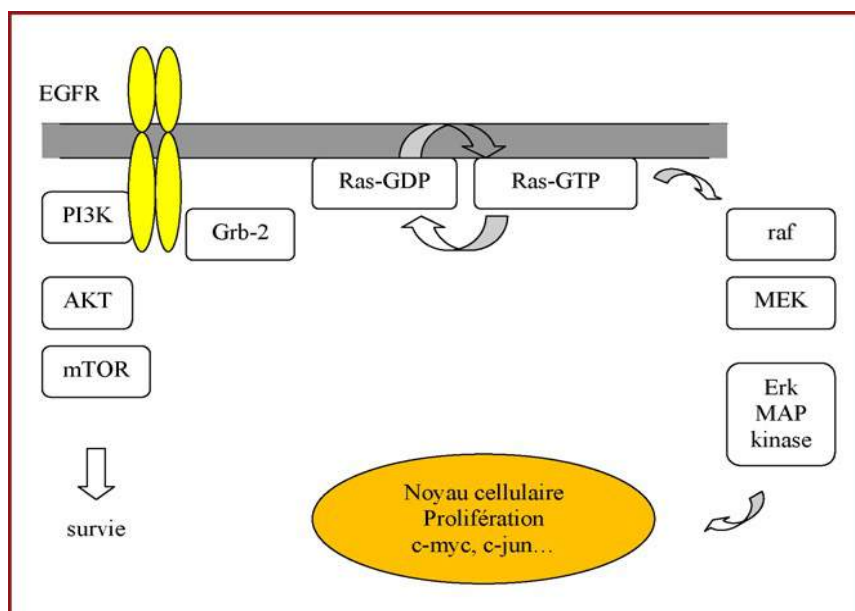 EGFR
Ras-GDP
Ras-GTP
PI3K
Grb-2
raf
AKT
MEK
mTOR
Erk
MAP
kinase
Noyau cellulaire
Prolifération
c-myc, c-jun…
survie